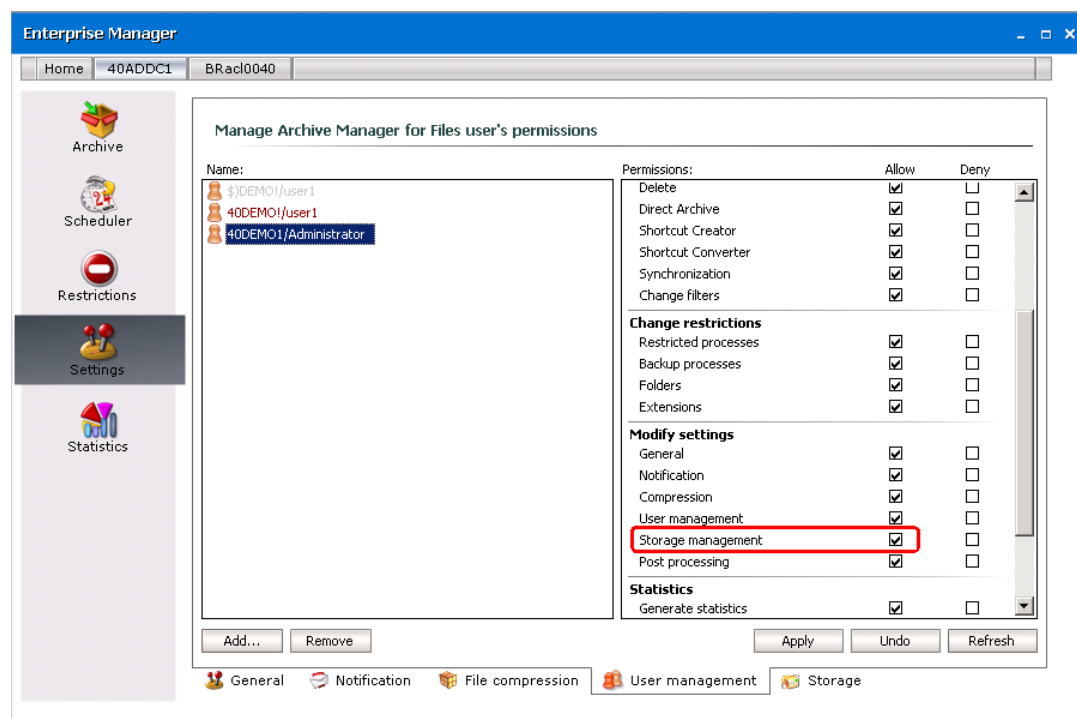 Enterprise Manager
Home 40ADDC1 BRacl0040
Archive
Scheduler
Restrictions
Settings
Statistics
Manage Archive Manager for Files user's permissions
Name:
$)DEMO!/user1
40DEMO!/user1
40DEMO1/Administrator
Permissions: Allow Deny
Delete
Direct Archive
Shortcut Creator
Shortcut Converter
Synchronization
Change filters
Change restrictions
Restricted processes
Backup processes
Folders
Extensions
Modify settings
General
Notification
Compression
User management
Storage management
Post processing
Statistics
Generate statistics
Add... Remove Apply Undo Refresh
General Notification File compression User management Storage